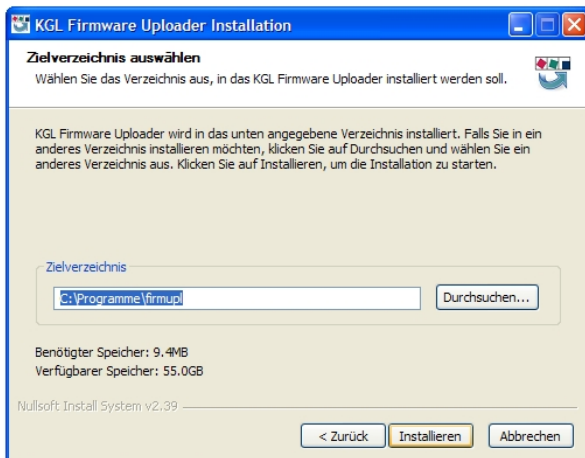 KGL Firmware Uploader Installation
Zielverzeichnis auswählen
Wählen Sie das Verzeichnis aus, in das KGL Firmware Uploader installiert werden soll.
KGL Firmware Uploader wird in das unten angegebene Verzeichnis installiert. Falls Sie in ein
anderes Verzeichnis installieren möchten, klicken Sie auf Durchsuchen und wählen Sie ein
anderes Verzeichnis aus. Klicken Sie auf Installieren, um die Installation zu starten.
Zielverzeichnis
C:\Programme\firmupl
Durchsuchen...
Benötigter Speicher: 9.4MB
Verfügbarer Speicher: 55.0GB
Nullsoft Install System v2.39
< Zurück
Installieren
Abbrechen